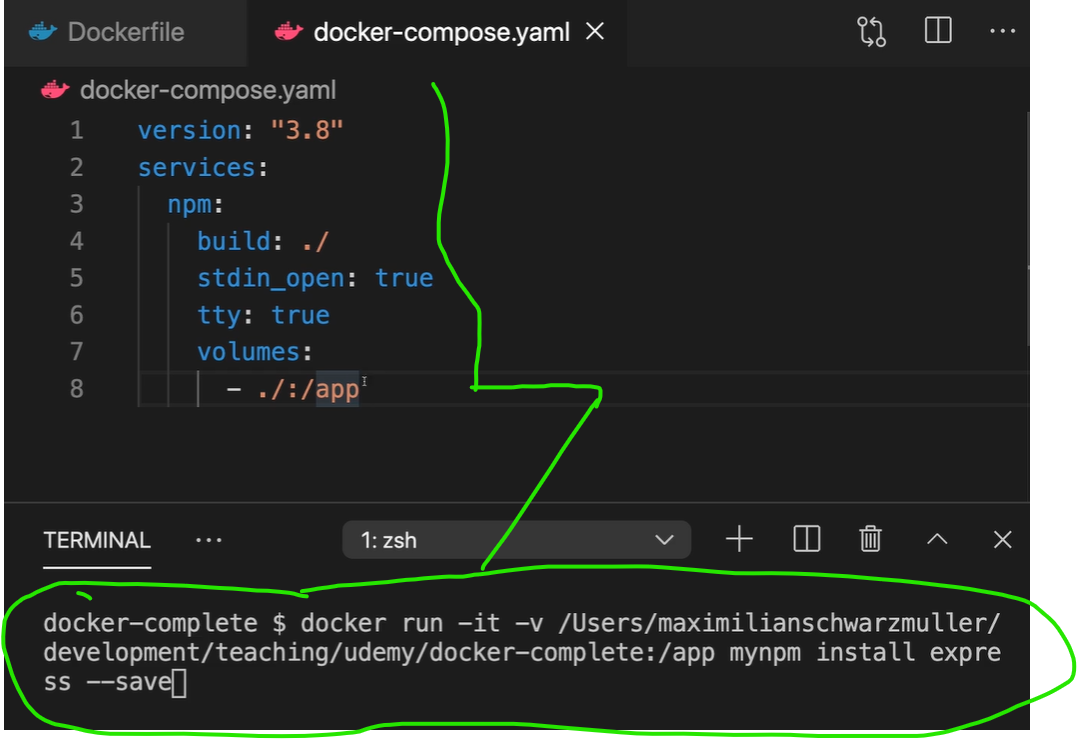 Dockerfile docker-compose.yaml
docker-compose.yaml
1 version: "3.8"
2 services:
3 npm:
4 build: ./
5 stdin_open: true
6 tty: true
7 volumes:
8 - ./:/app
TERMINAL ... 1: zsh
docker-complete $ docker run -it -v /Users/maximilianschwarzmuller/
development/teaching/udemy/docker-complete:/app mynpm install expre
ss --save